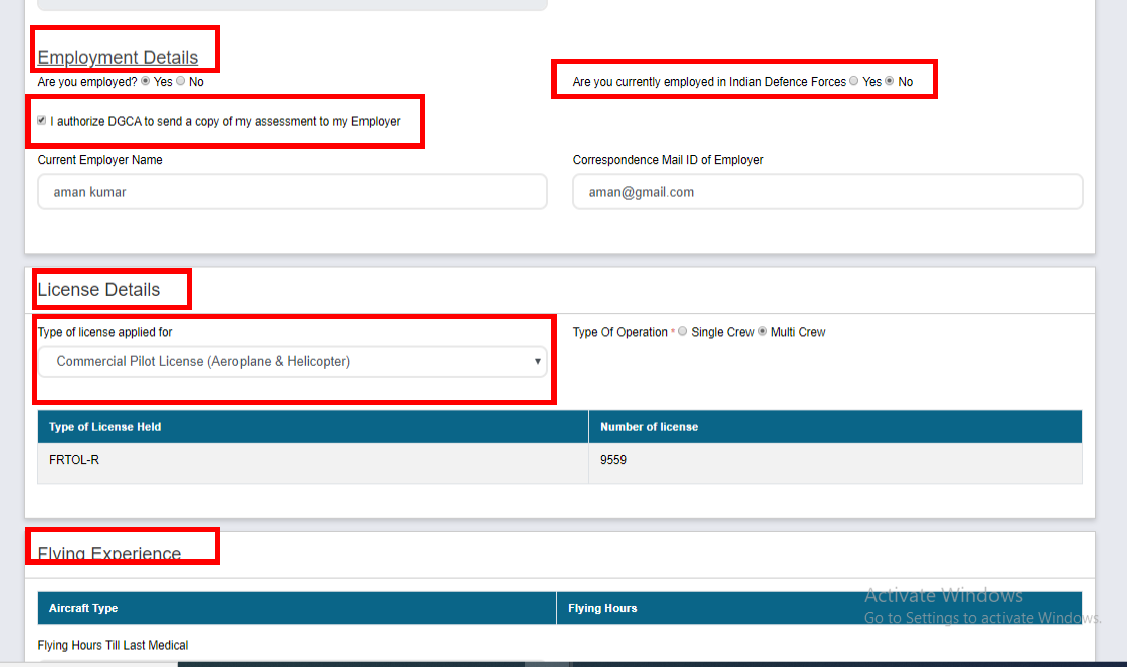 Employment Details
Are you employed? Yes No
Are you currently employed in Indian Defence Forces Yes No
I authorize DGCA to send a copy of my assessment to my Employer
Current Employer Name
Correspondence Mail ID of Employer
aman kumar
aman@gmail.com
License Details
Type of license applied for
Type Of Operation * Single Crew Multi Crew
Commercial Pilot License (Aeroplane & Helicopter)
Type of License Held
Number of license
FRTOL-R
9559
Flying Experience
Aircraft Type
Flying Hours
Activate Windows
Go to Settings to activate Windows.
Flying Hours Till Last Medical